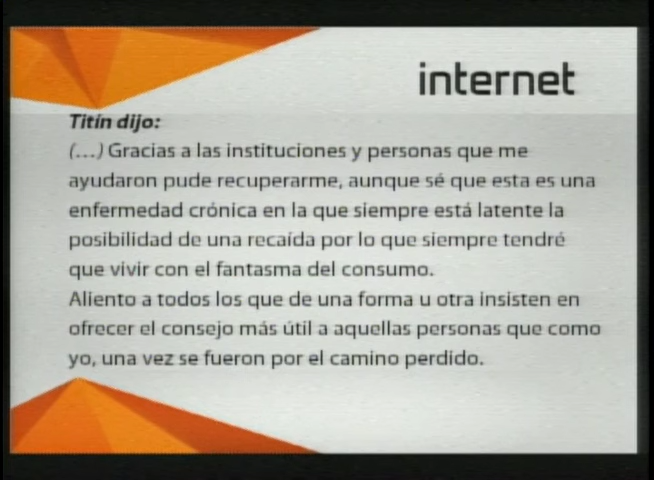 internet
Titín dijo:
(...) Gracias a las instituciones y personas que me
ayudaron pude recuperarme, aunque sé que esta es una
enfermedad crónica en la que siempre está latente la
posibilidad de una recaída por lo que siempre tendré
que vivir con el fantasma del consumo.
Aliento a todos los que de una forma u otra insisten en
ofrecer el consejo más útil a aquellas personas que como
yo, una vez se fueron por el camino perdido.